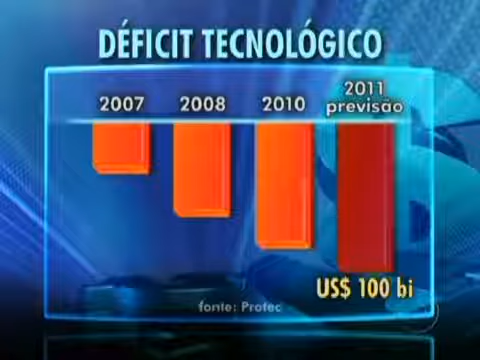 DÉFICIT TECNOLÓGICO
2007 2008 2010 2011 previsão
US$ 100 bi
fonte: Protec